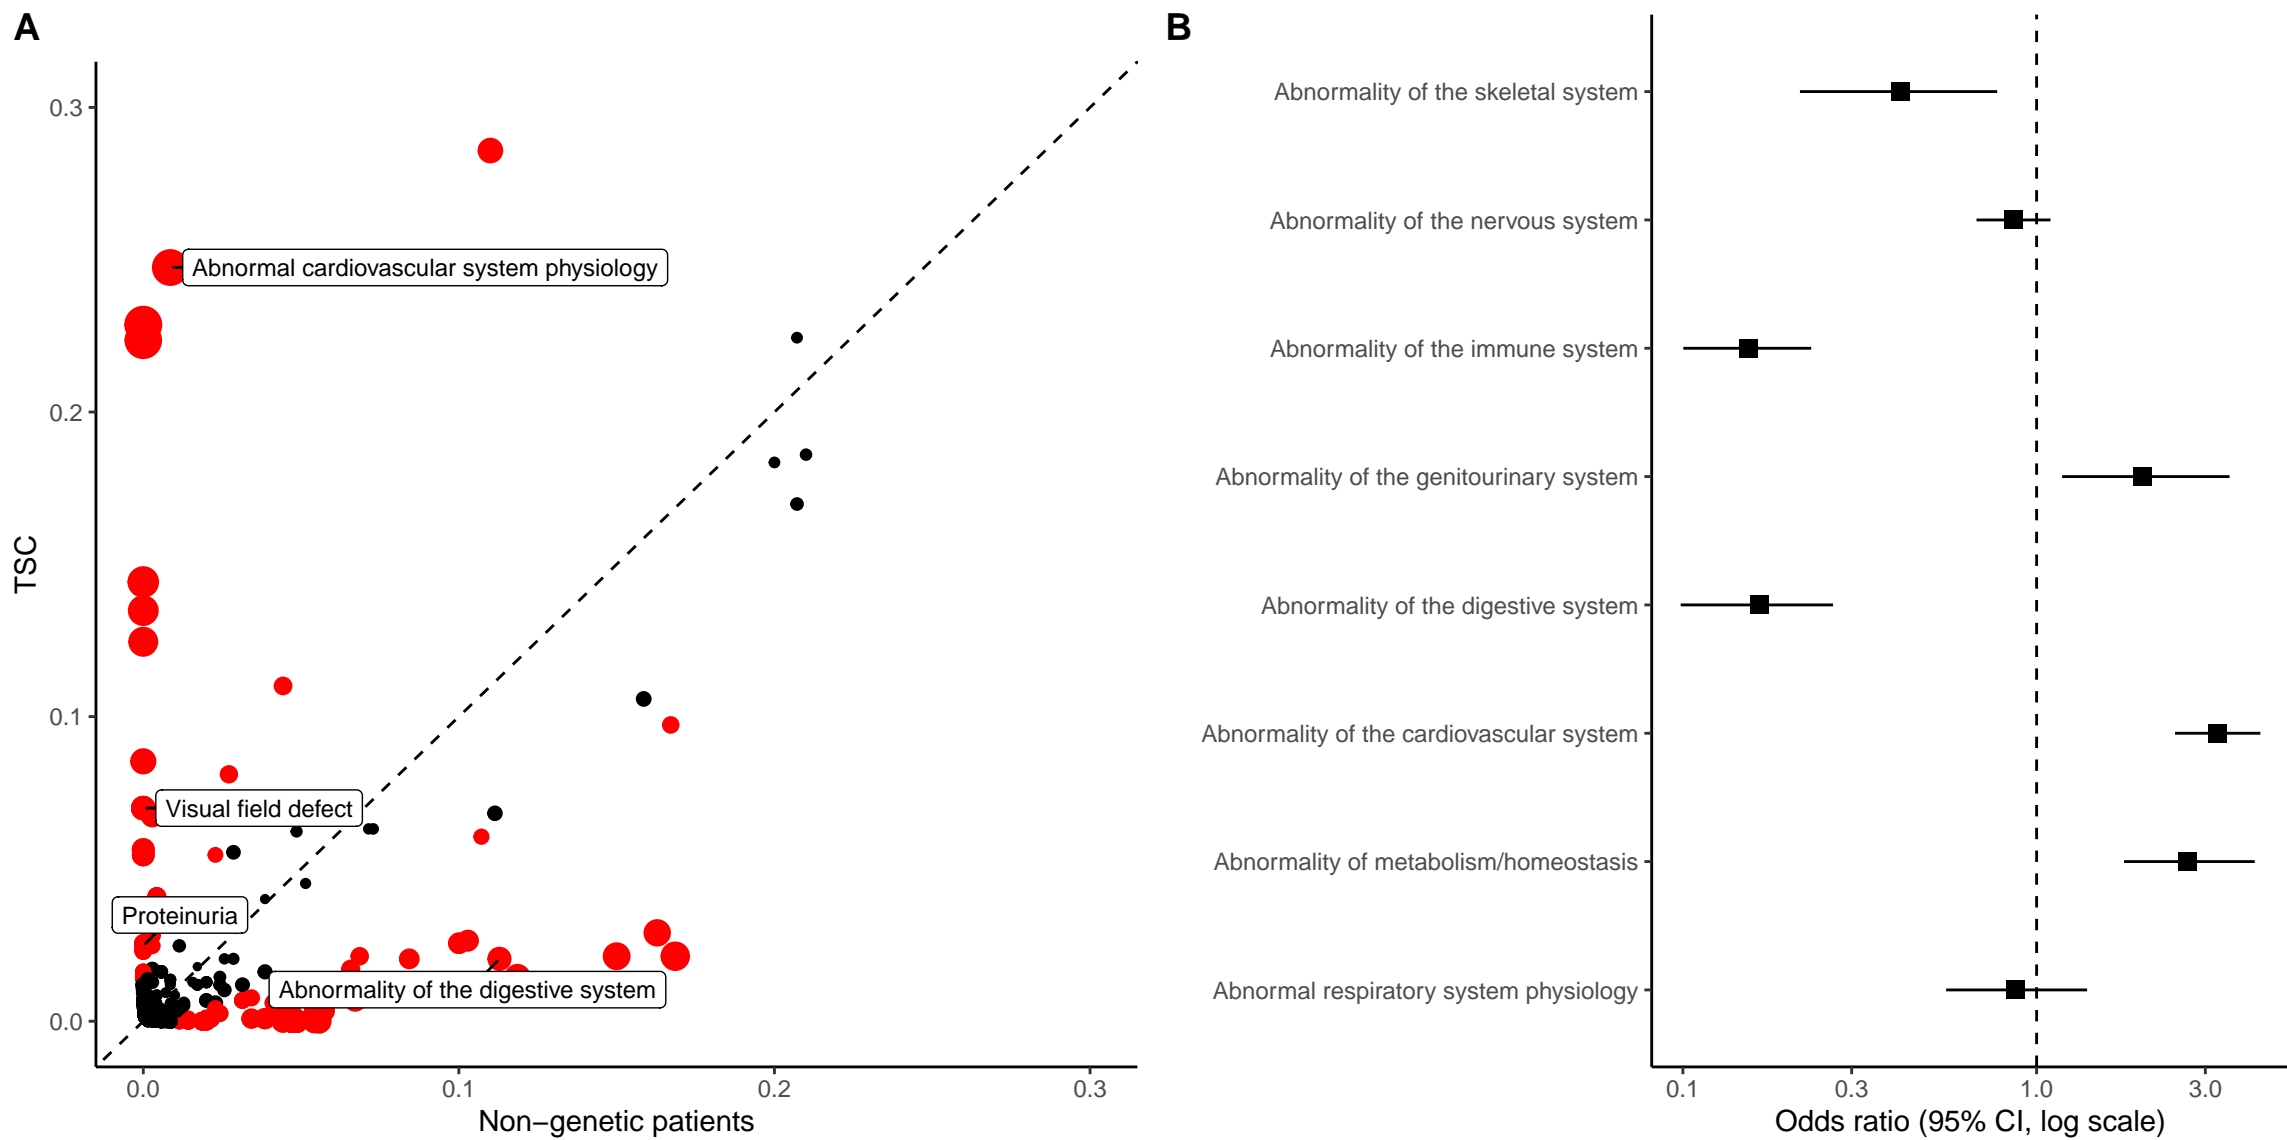 A
0.3
0.2
0.1
0.0
TSC
Abnormal cardiovascular system physiology
Visual field defect
Proteinuria
Abnormality of the digestive system
0.0 0.1 0.2 0.3
Non−genetic patients
B
Abnormality of the skeletal system
Abnormality of the nervous system
Abnormality of the immune system
Abnormality of the genitourinary system
Abnormality of the digestive system
Abnormality of the cardiovascular system
Abnormality of metabolism/homeostasis
Abnormal respiratory system physiology
0.1 0.3 1.0 3.0
Odds ratio (95% CI, log scale)